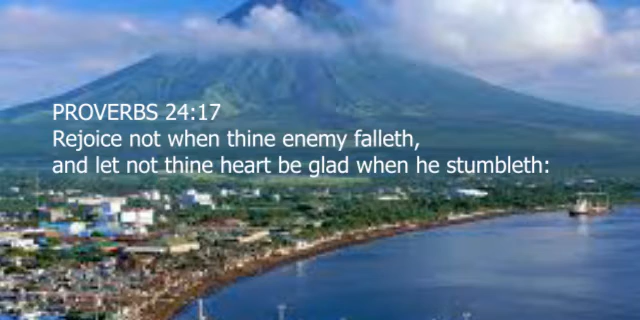 PROVERBS 24:17
Rejoice not when thine enemy falleth,
and let not thine heart be glad when he stumbleth: